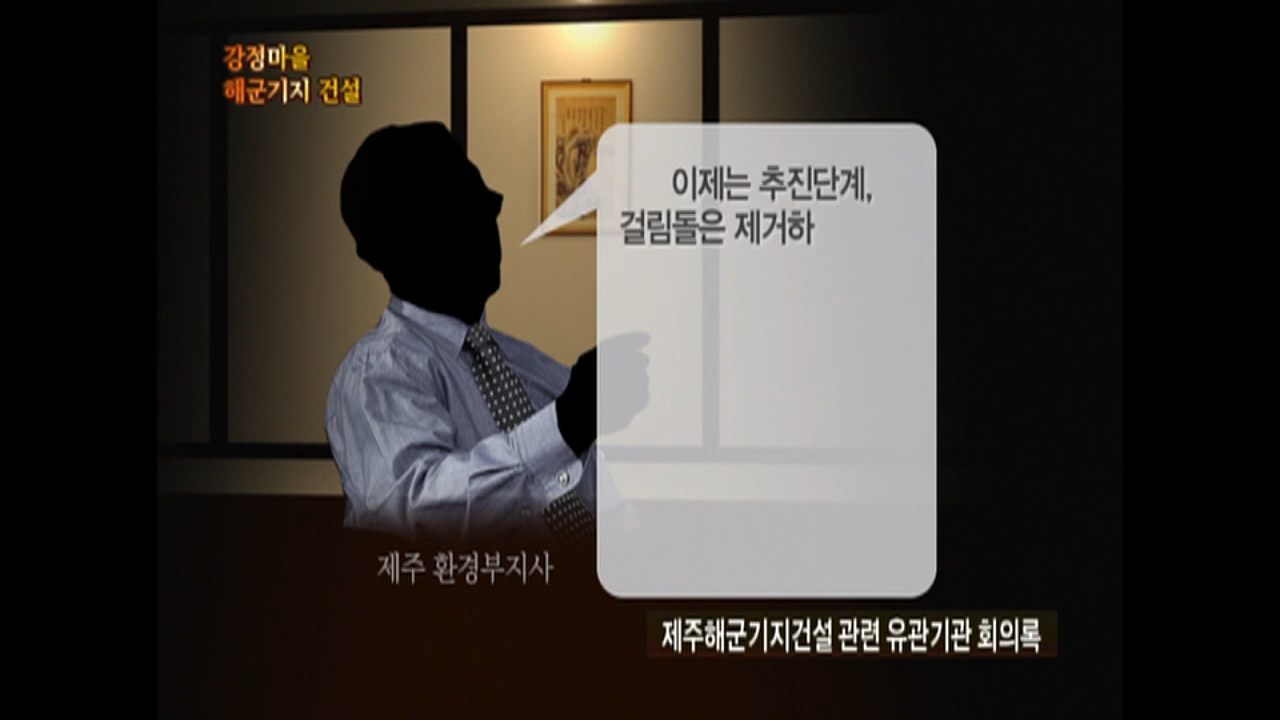 강정마을
해군기지 건설
이제는 추진단계,
걸림돌은 제거하
제주 환경부지사
제주해군기지건설 관련 유관기관 회의록